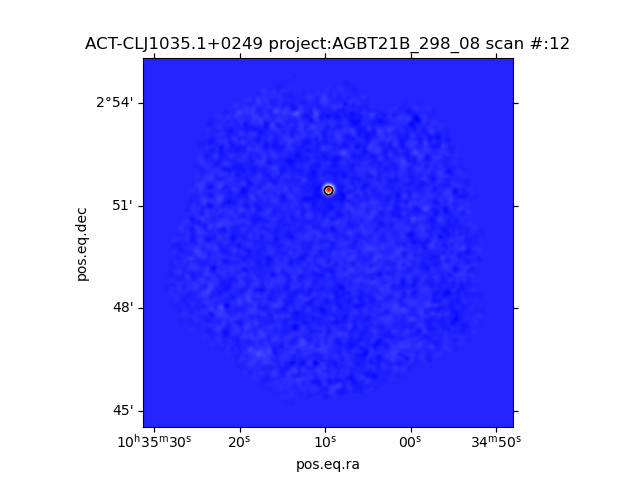 ACT-CLJ1035.1+0249 project:AGBT21B_298_08 scan #:12
2°54'
51'
48'
45'
10ʰ35ᵐ30ˢ 20ˢ 10ˢ 00ˢ 34ᵐ50ˢ
pos.eq.ra
pos.eq.dec